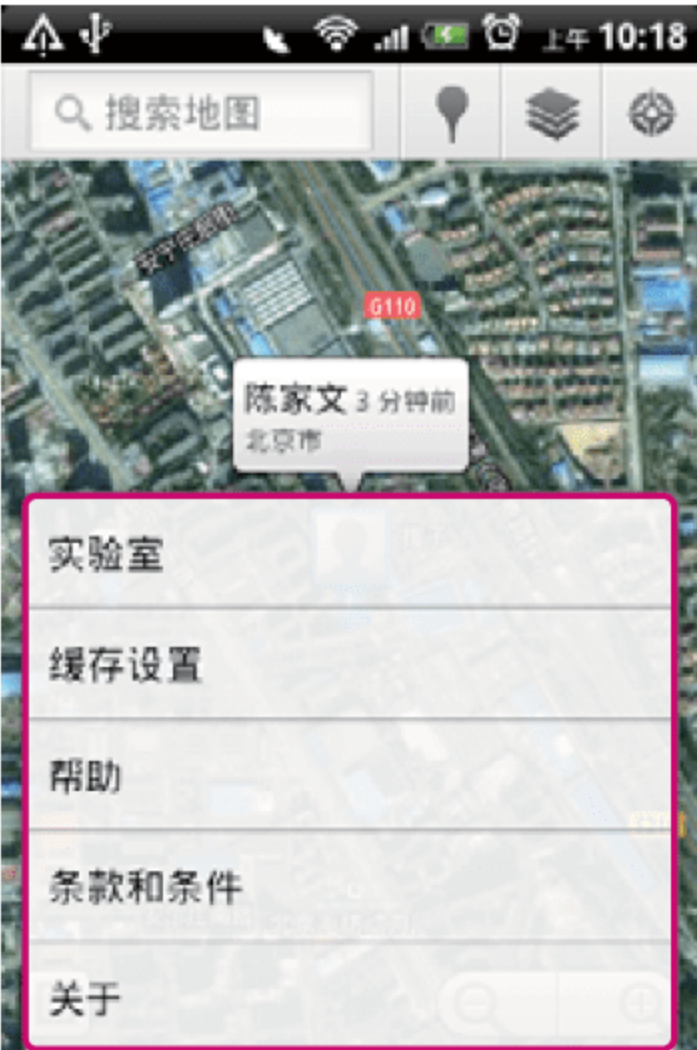 上午 10:18
搜索地图
G110
陈家文 3 分钟前
北京市
实验室
缓存设置
帮助
条款和条件
关于